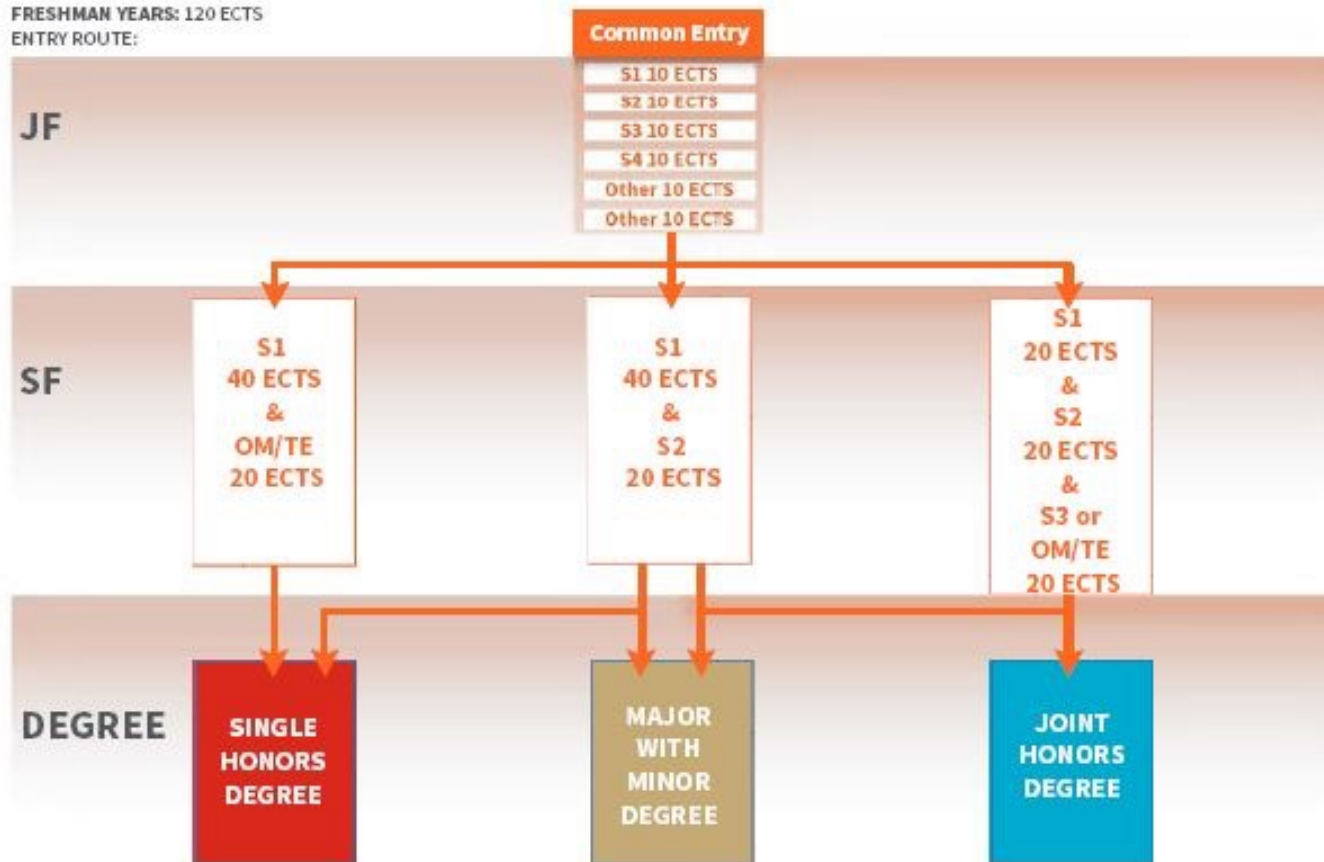 FRESHMAN YEARS: 120 ECTS
ENTRY ROUTE:
Common Entry
JF
S1 10 ECTS
S2 10 ECTS
S3 10 ECTS
S4 10 ECTS
Other 10 ECTS
Other 10 ECTS
SF
S1
40 ECTS
&
OM/TE
20 ECTS
S1
40 ECTS
&
S2
20 ECTS
S1
20 ECTS
&
S2
20 ECTS
&
S3 or
OM/TE
20 ECTS
DEGREE
SINGLE
HONORS
DEGREE
MAJOR
WITH
MINOR
DEGREE
JOINT
HONORS
DEGREE